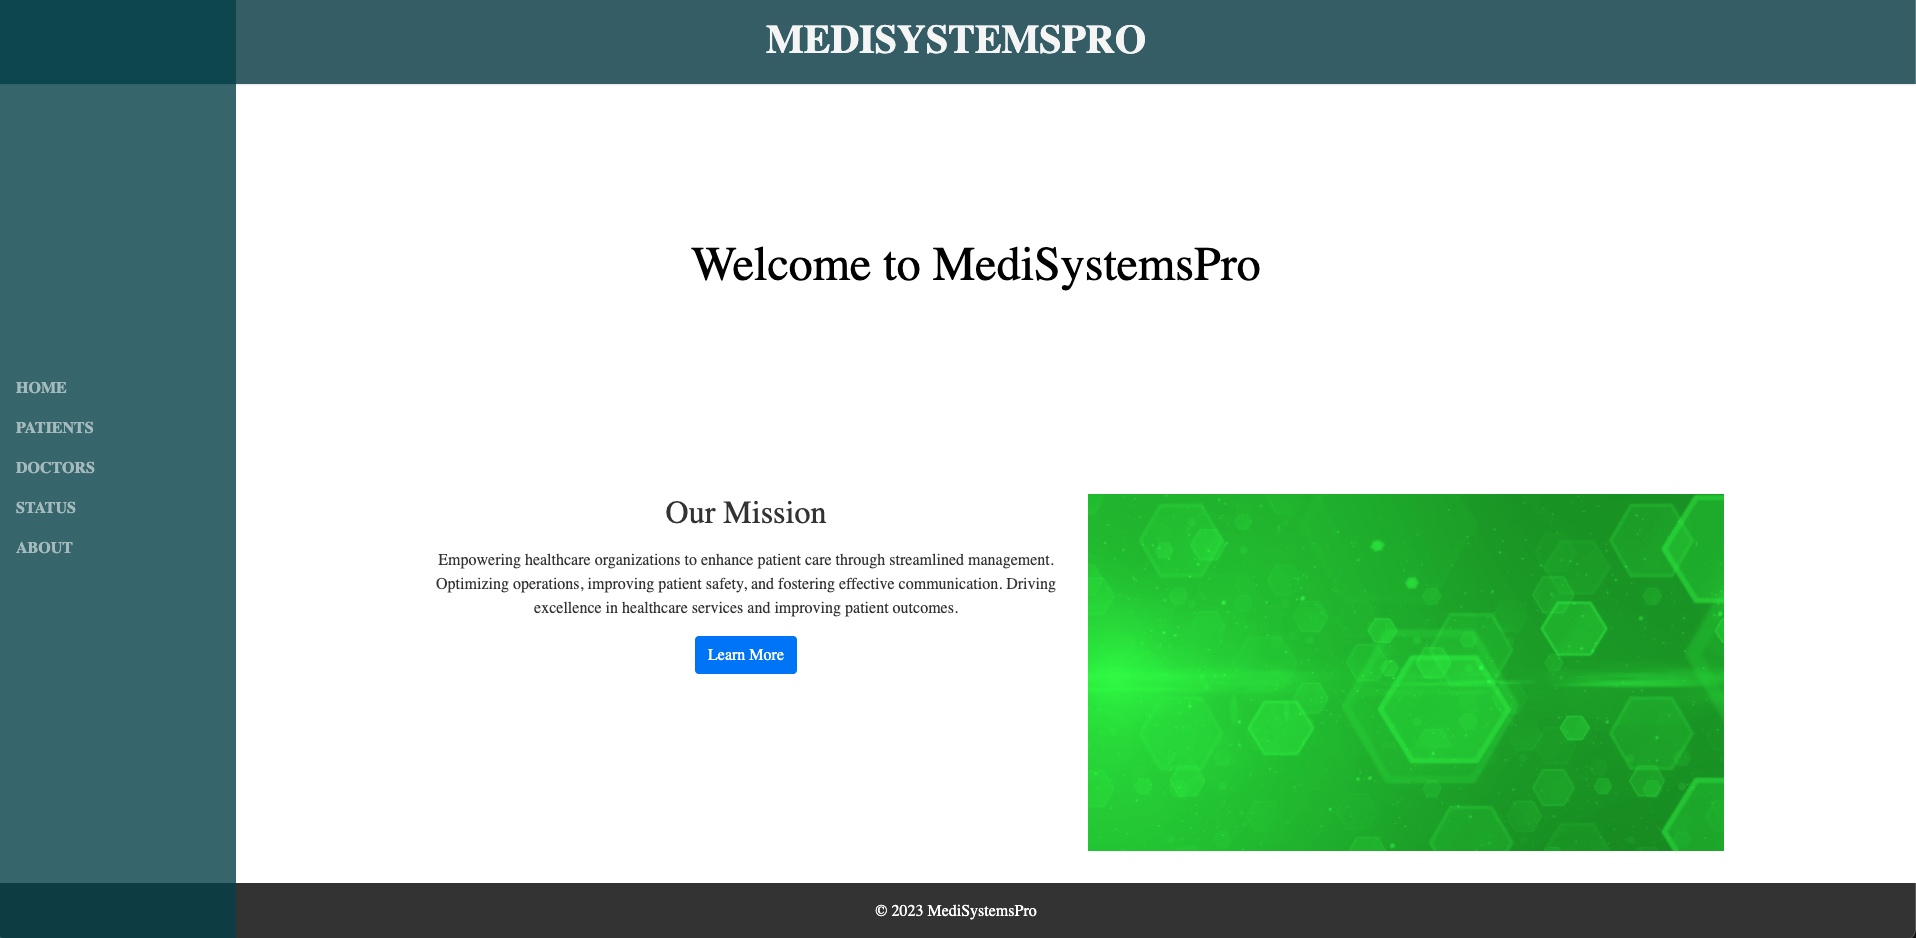 MEDISYSTEMSPRO
Welcome to MediSystemsPro
HOME
PATIENTS
DOCTORS
STATUS
ABOUT
Our Mission
Empowering healthcare organizations to enhance patient care through streamlined management.
Optimizing operations, improving patient safety, and fostering effective communication. Driving
excellence in healthcare services and improving patient outcomes.
Learn More
© 2023 MediSystemsPro